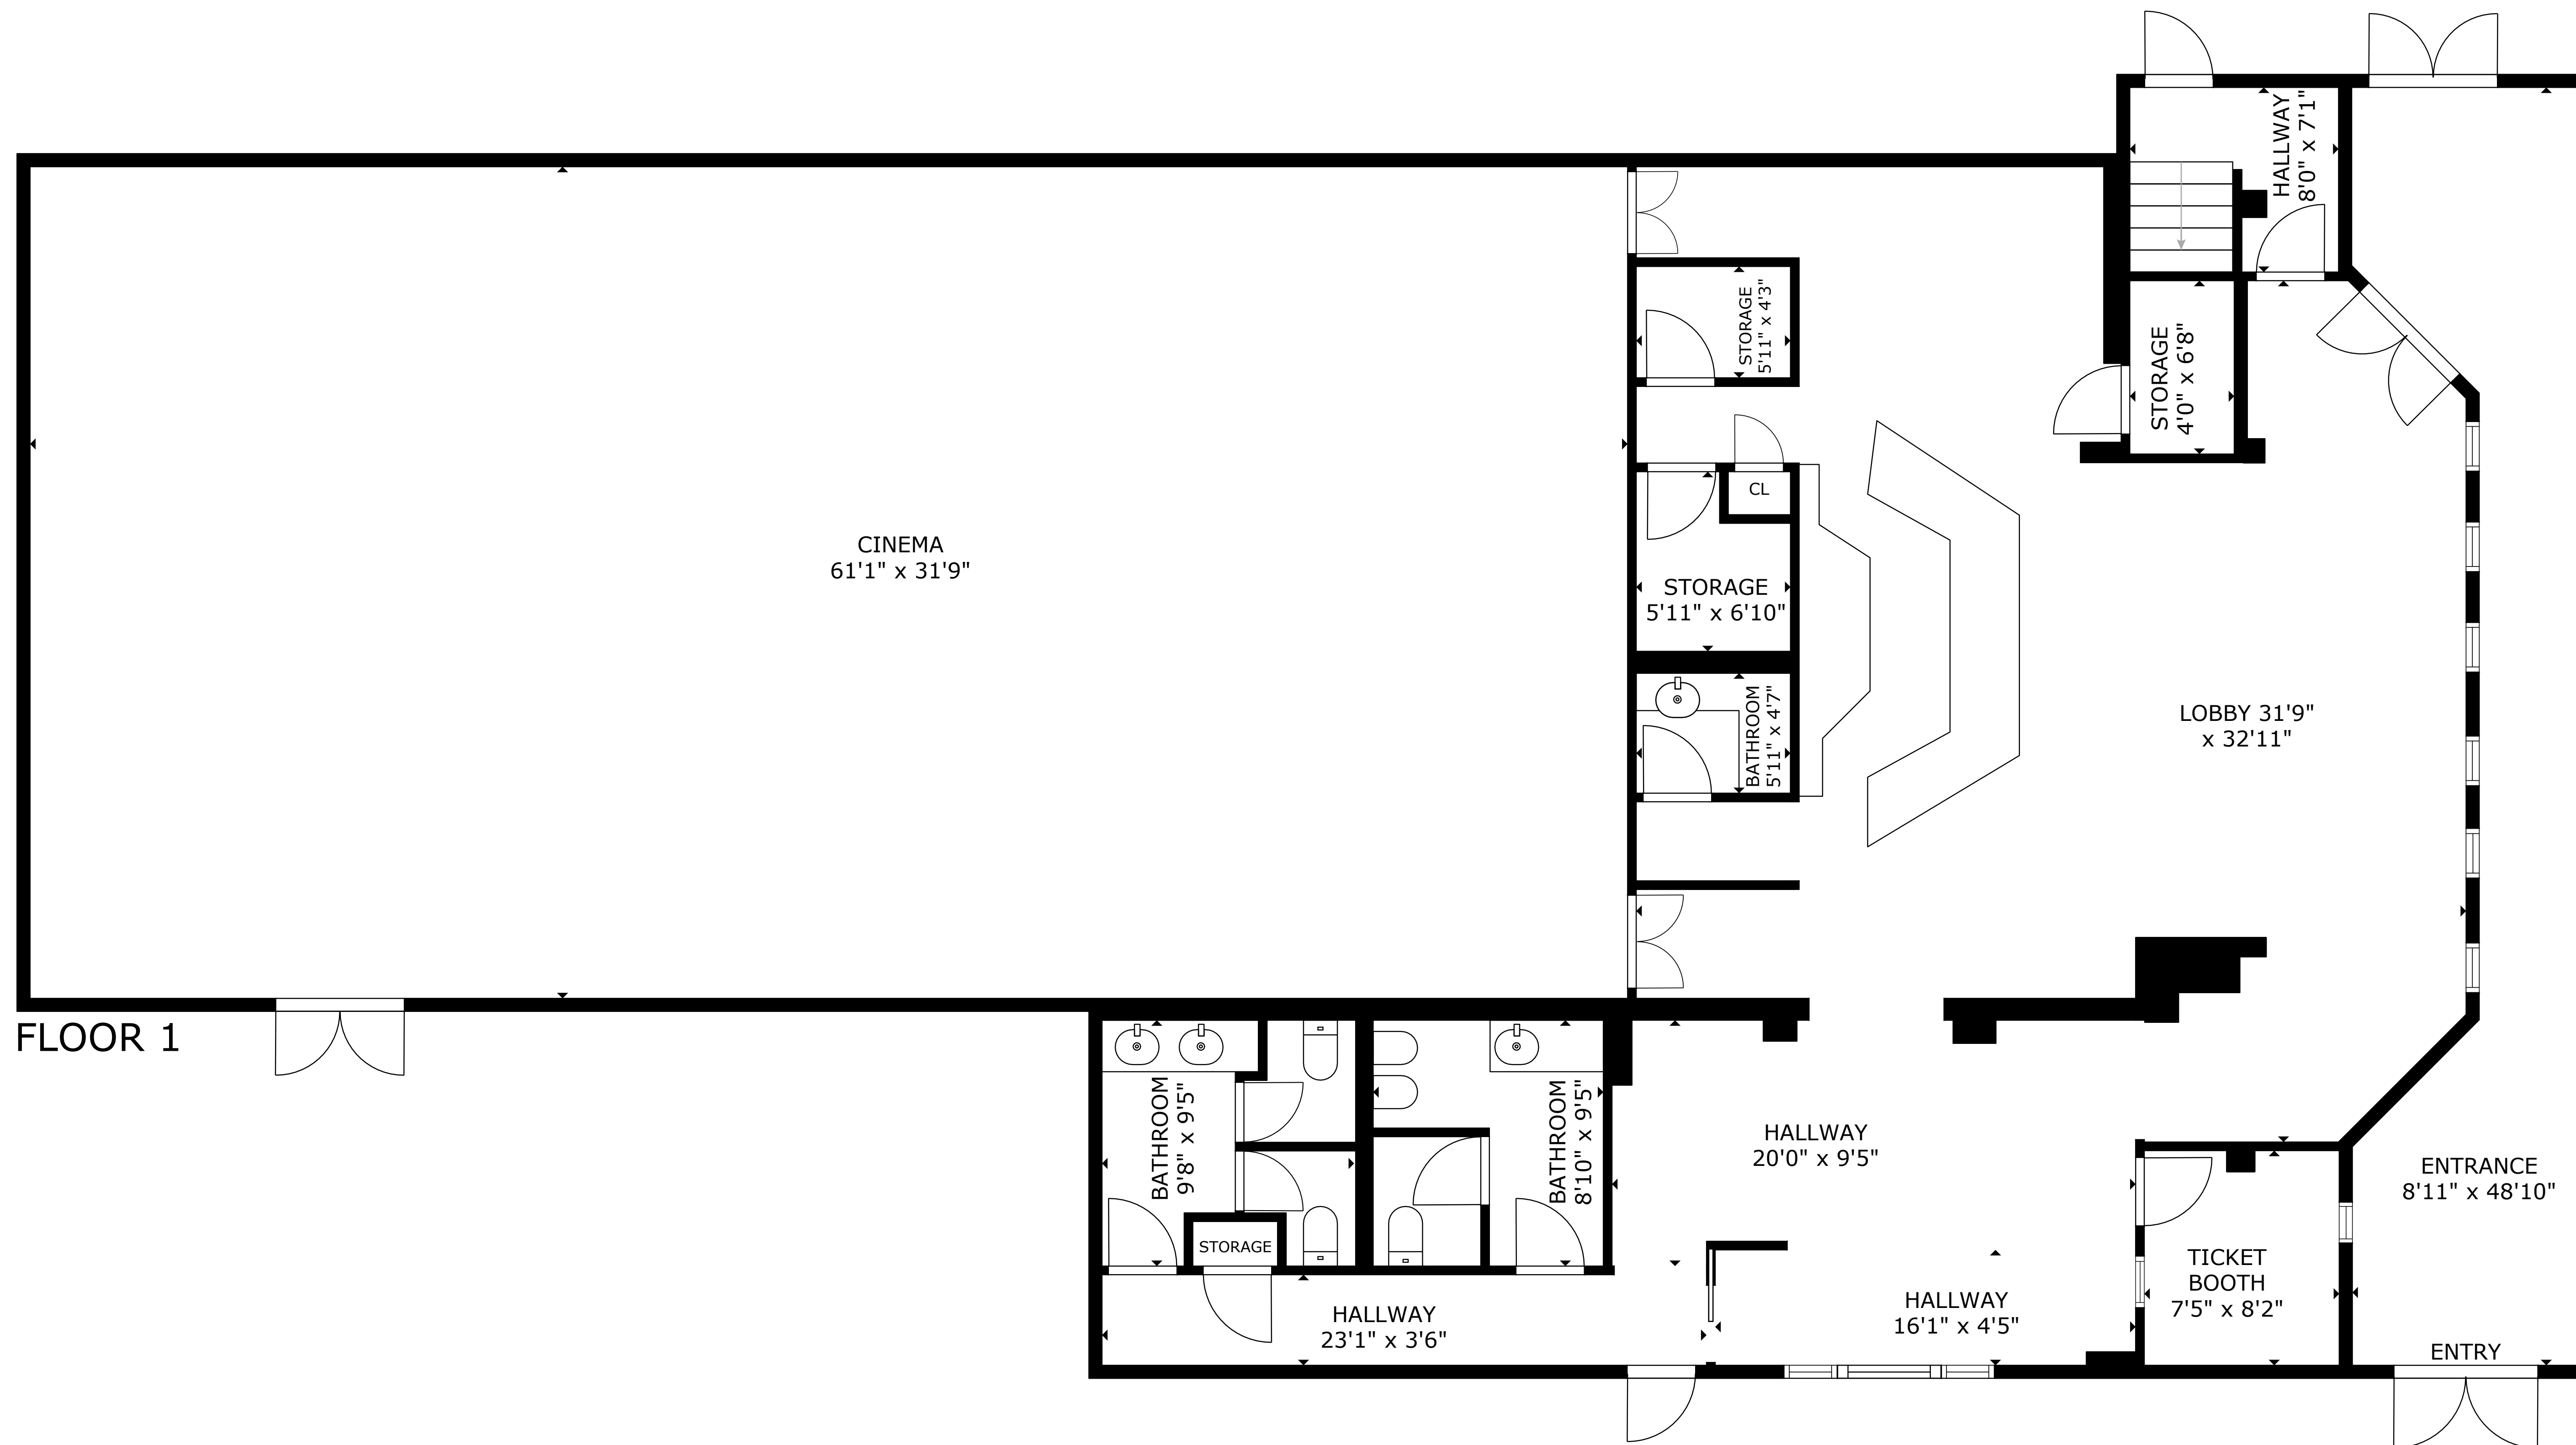 HALLWAY
8'0" x 7'1"
STORAGE
5'11" x 4'3"
STORAGE
4'0" x 6'8"
CL
CINEMA
61'1" x 31'9"
STORAGE
5'11" x 6'10"
BATHROOM
5'11" x 4'7"
LOBBY 31'9"
x 32'11"
FLOOR 1
BATHROOM
9'8" x 9'5"
STORAGE
BATHROOM
8'10" x 9'5"
HALLWAY
20'0" x 9'5"
ENTRANCE
8'11" x 48'10"
TICKET
BOOTH
7'5" x 8'2"
HALLWAY
16'1" x 4'5"
HALLWAY
23'1" x 3'6"
ENTRY